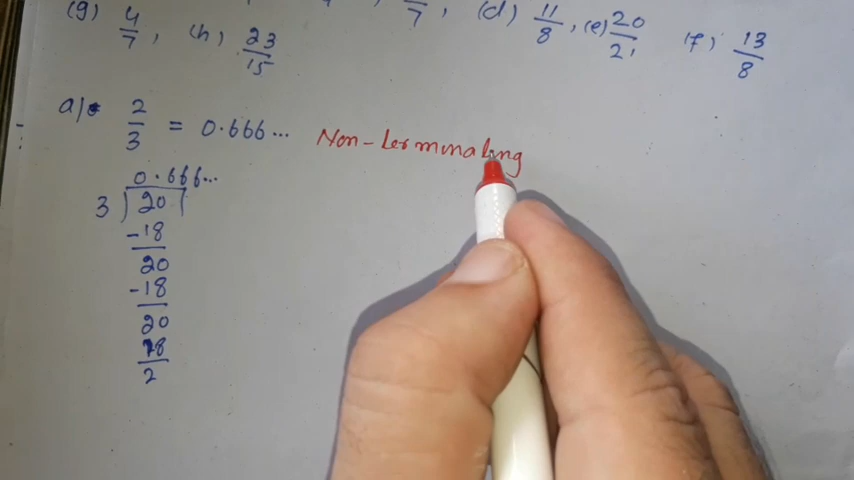 /7, (d) 11/8, (e) 20/21 (f) 13/8
(g) 4/7, (h) 23/15
a) 2/3 = 0.666... Non-terminating
0.666...
3 ) 20
-18
20
-18
20
18
2